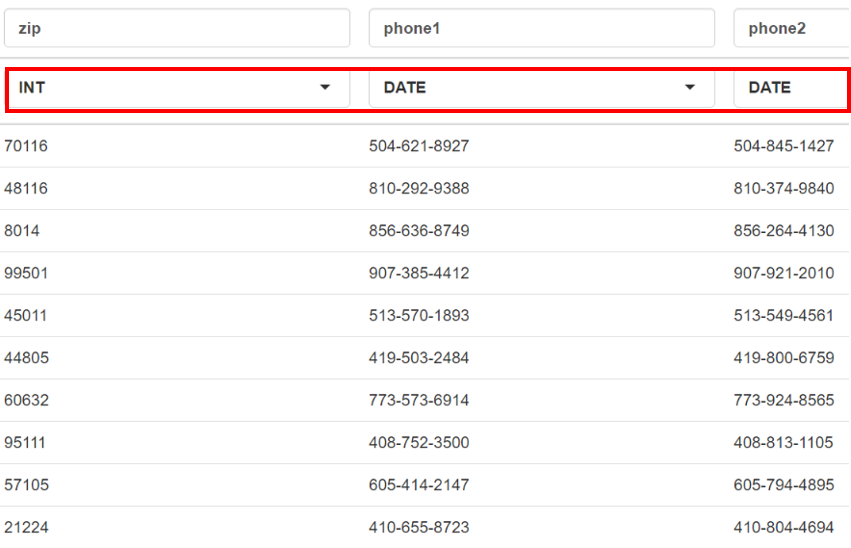 zip phone1 phone2
INT DATE DATE
70116 504-621-8927 504-845-1427
48116 810-292-9388 810-374-9840
8014 856-636-8749 856-264-4130
99501 907-385-4412 907-921-2010
45011 513-570-1893 513-549-4561
44805 419-503-2484 419-800-6759
60632 773-573-6914 773-924-8565
95111 408-752-3500 408-813-1105
57105 605-414-2147 605-794-4895
21224 410-655-8723 410-804-4694